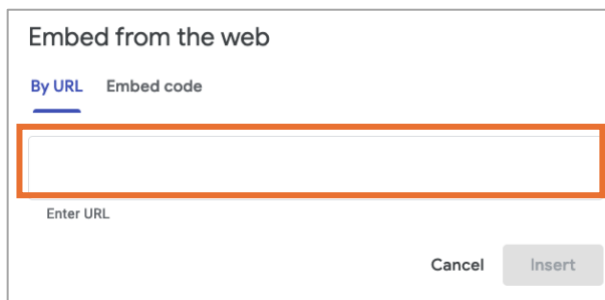 Embed from the web
By URL Embed code
Enter URL
Cancel Insert